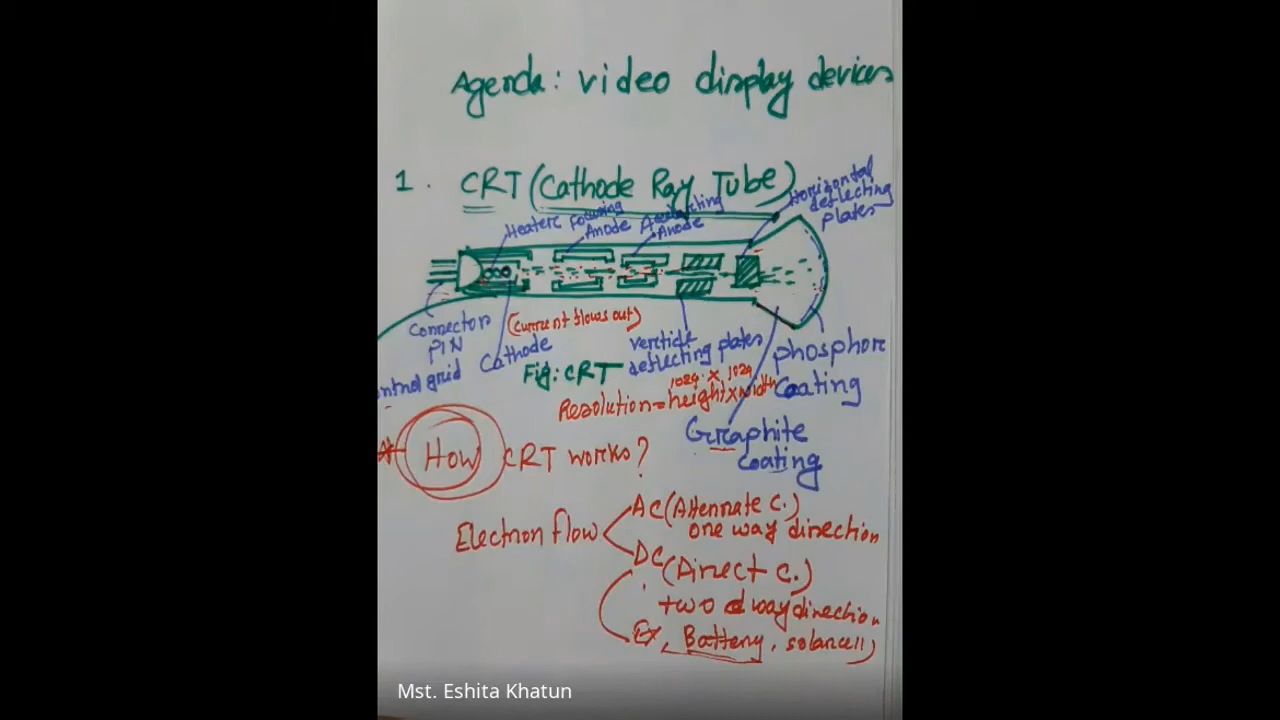 Agenda: video display devices
1. CRT (Cathode Ray Tube)
Horizontal
deflecting
plates
Heater
Focusing
Anode
Accelerating
Anode
Connector
PIN
Cathode
(Current flows out)
Verticle
deflecting plates
phosphor
coating
ontrol grid
Fig: CRT
1024 x 1024
Resolution = height x width
Graphite
coating
* How CRT works?
Electron flow
AC (Alternate C.)
one way direction
DC (Direct C.)
two d way direction
Ex, Battery, solarcell)
Mst. Eshita Khatun